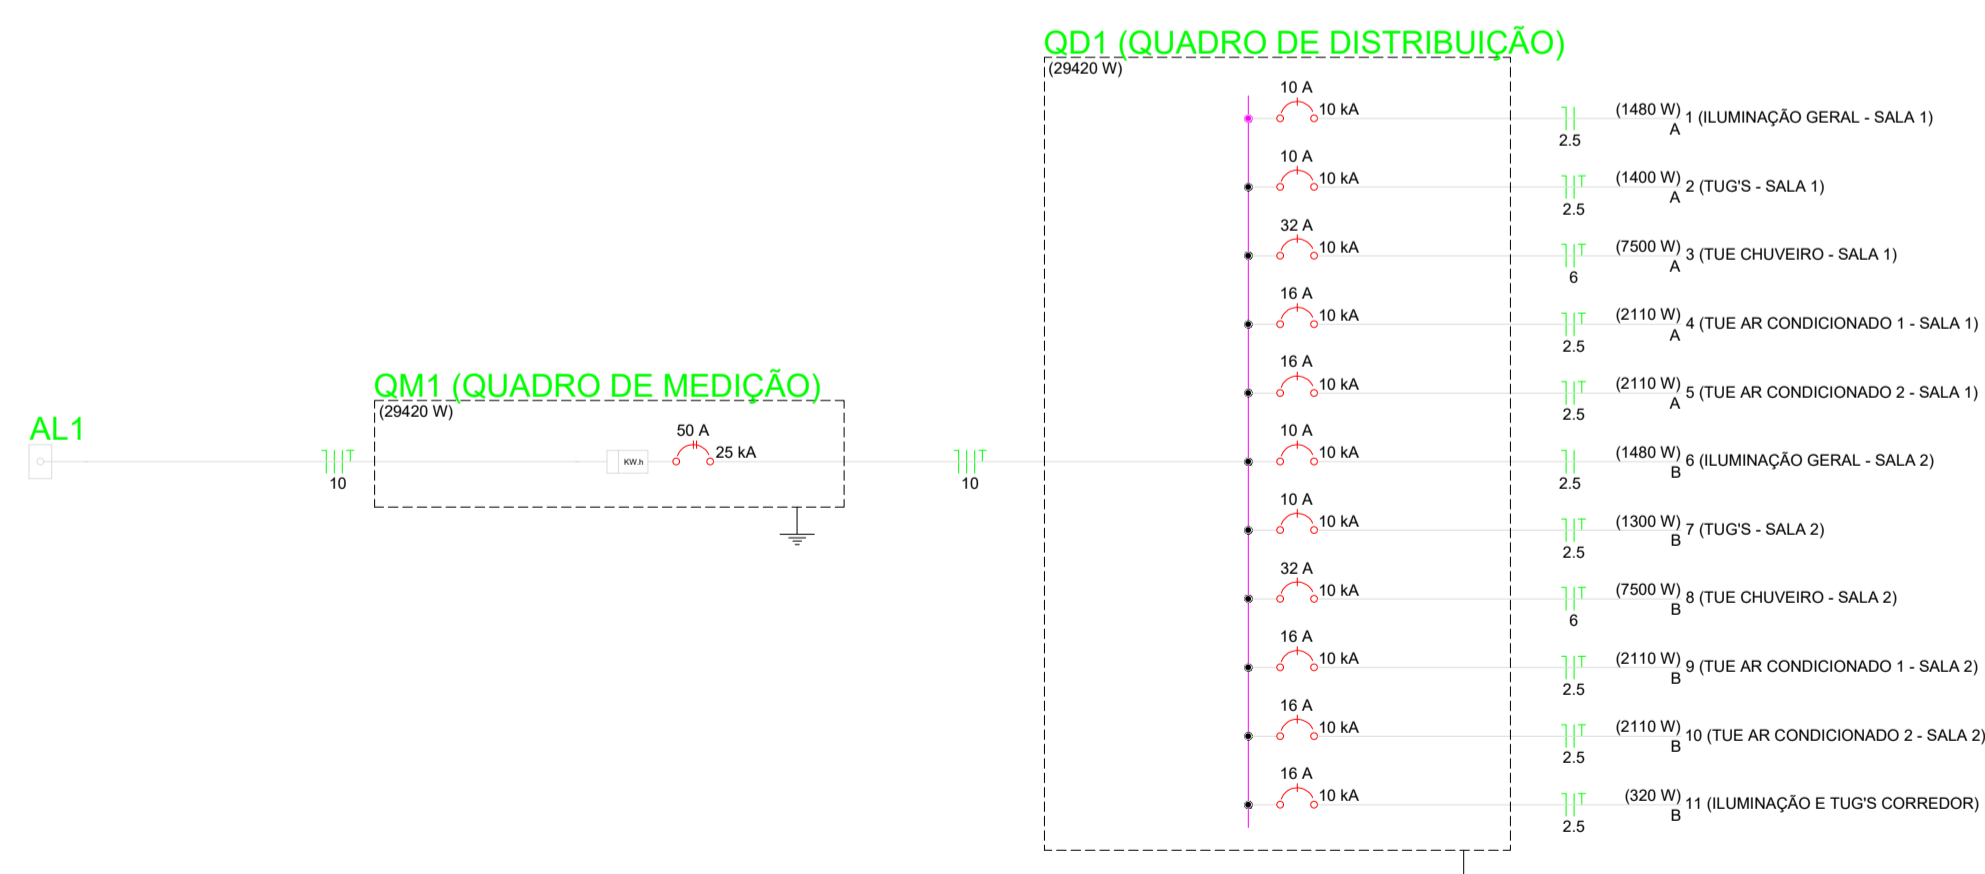 QD1 (QUADRO DE DISTRIBUIÇÃO)
(29420 W)
10 A
10 kA
2.5
(1480 W)
A
1 (ILUMINAÇÃO GERAL - SALA 1)
10 A
10 kA
T
2.5
(1400 W)
A
2 (TUG'S - SALA 1)
32 A
10 kA
T
6
(7500 W)
A
3 (TUE CHUVEIRO - SALA 1)
16 A
10 kA
T
2.5
(2110 W)
A
4 (TUE AR CONDICIONADO 1 - SALA 1)
16 A
10 kA
T
2.5
(2110 W)
A
5 (TUE AR CONDICIONADO 2 - SALA 1)
QM1 (QUADRO DE MEDIÇÃO)
(29420 W)
AL1
T
10
KW.h
50 A
25 kA
T
10
10 A
10 kA
2.5
(1480 W)
B
6 (ILUMINAÇÃO GERAL - SALA 2)
10 A
10 kA
T
2.5
(1300 W)
B
7 (TUG'S - SALA 2)
32 A
10 kA
T
6
(7500 W)
B
8 (TUE CHUVEIRO - SALA 2)
16 A
10 kA
T
2.5
(2110 W)
B
9 (TUE AR CONDICIONADO 1 - SALA 2)
16 A
10 kA
T
2.5
(2110 W)
B
10 (TUE AR CONDICIONADO 2 - SALA 2)
16 A
10 kA
T
2.5
(320 W)
B
11 (ILUMINAÇÃO E TUG'S CORREDOR)